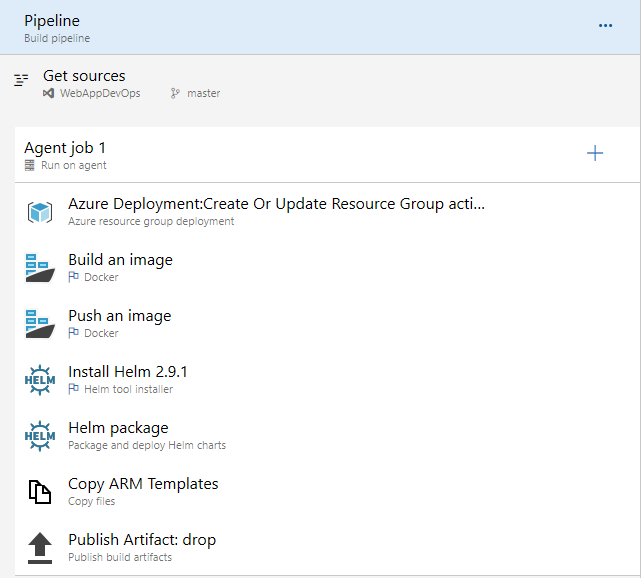 Pipeline
...
Build pipeline
Get sources
WebAppDevOps master
Agent job 1
Run on agent
Azure Deployment:Create Or Update Resource Group acti...
Azure resource group deployment
Build an image
Docker
Push an image
Docker
HELM
Install Helm 2.9.1
Helm tool installer
HELM
Helm package
Package and deploy Helm charts
Copy ARM Templates
Copy files
Publish Artifact: drop
Publish build artifacts